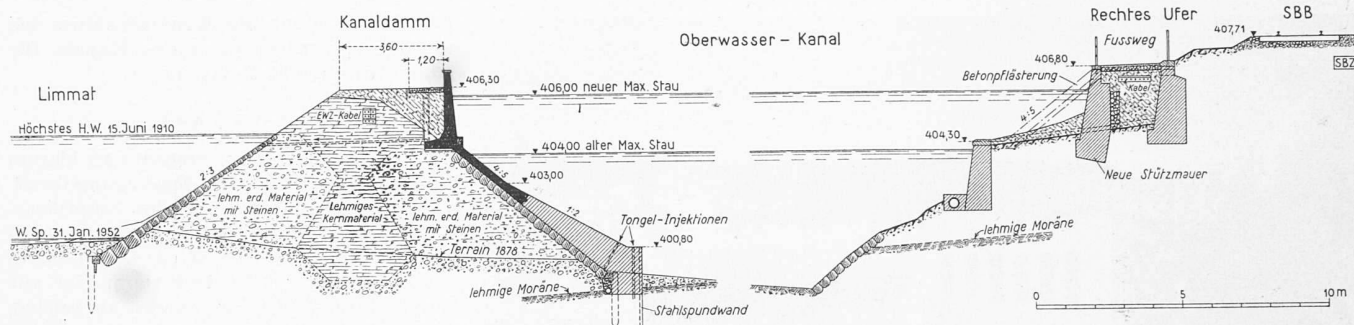 Kanaldamm
3,60
1,20
406,30
Limmat
Höchstes H.W. 15. Juni 1910
EWZ-Kabel
2:3
lehm. erd. Material
mit Steinen
Lehmiges-
Kernmaterial
lehm. erd. Material
mit Steinen
W. Sp. 31. Jan. 1952
Terrain 1878
lehmige Moräne
Oberwasser – Kanal
406,00 neuer Max. Stau
404,00 alter Max. Stau
4:5
403,00
1:2
Tongel-Injektionen
400,80
Stahlspundwand
Rechtes Ufer
Fussweg
SBB
407,71
406,80
SBZ
Betonpflästerung
Kabel
4:5
404,30
Neue Stützmauer
lehmige Moräne
0 5 10 m